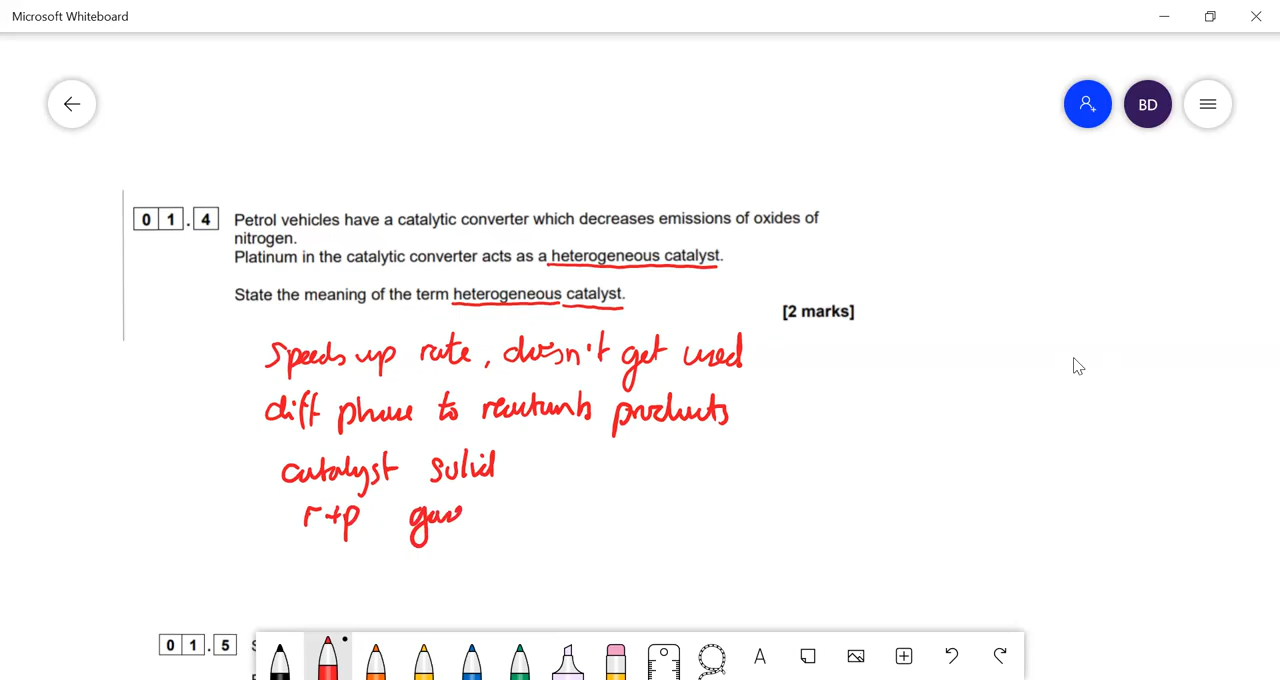 Microsoft Whiteboard
BD
0 1 . 4 Petrol vehicles have a catalytic converter which decreases emissions of oxides of
nitrogen.
Platinum in the catalytic converter acts as a heterogeneous catalyst.
State the meaning of the term heterogeneous catalyst.
[2 marks]
Speeds up rate, doesn't get used
diff phase to reactants products
catalyst solid
r+p gas
0 1 . 5
A